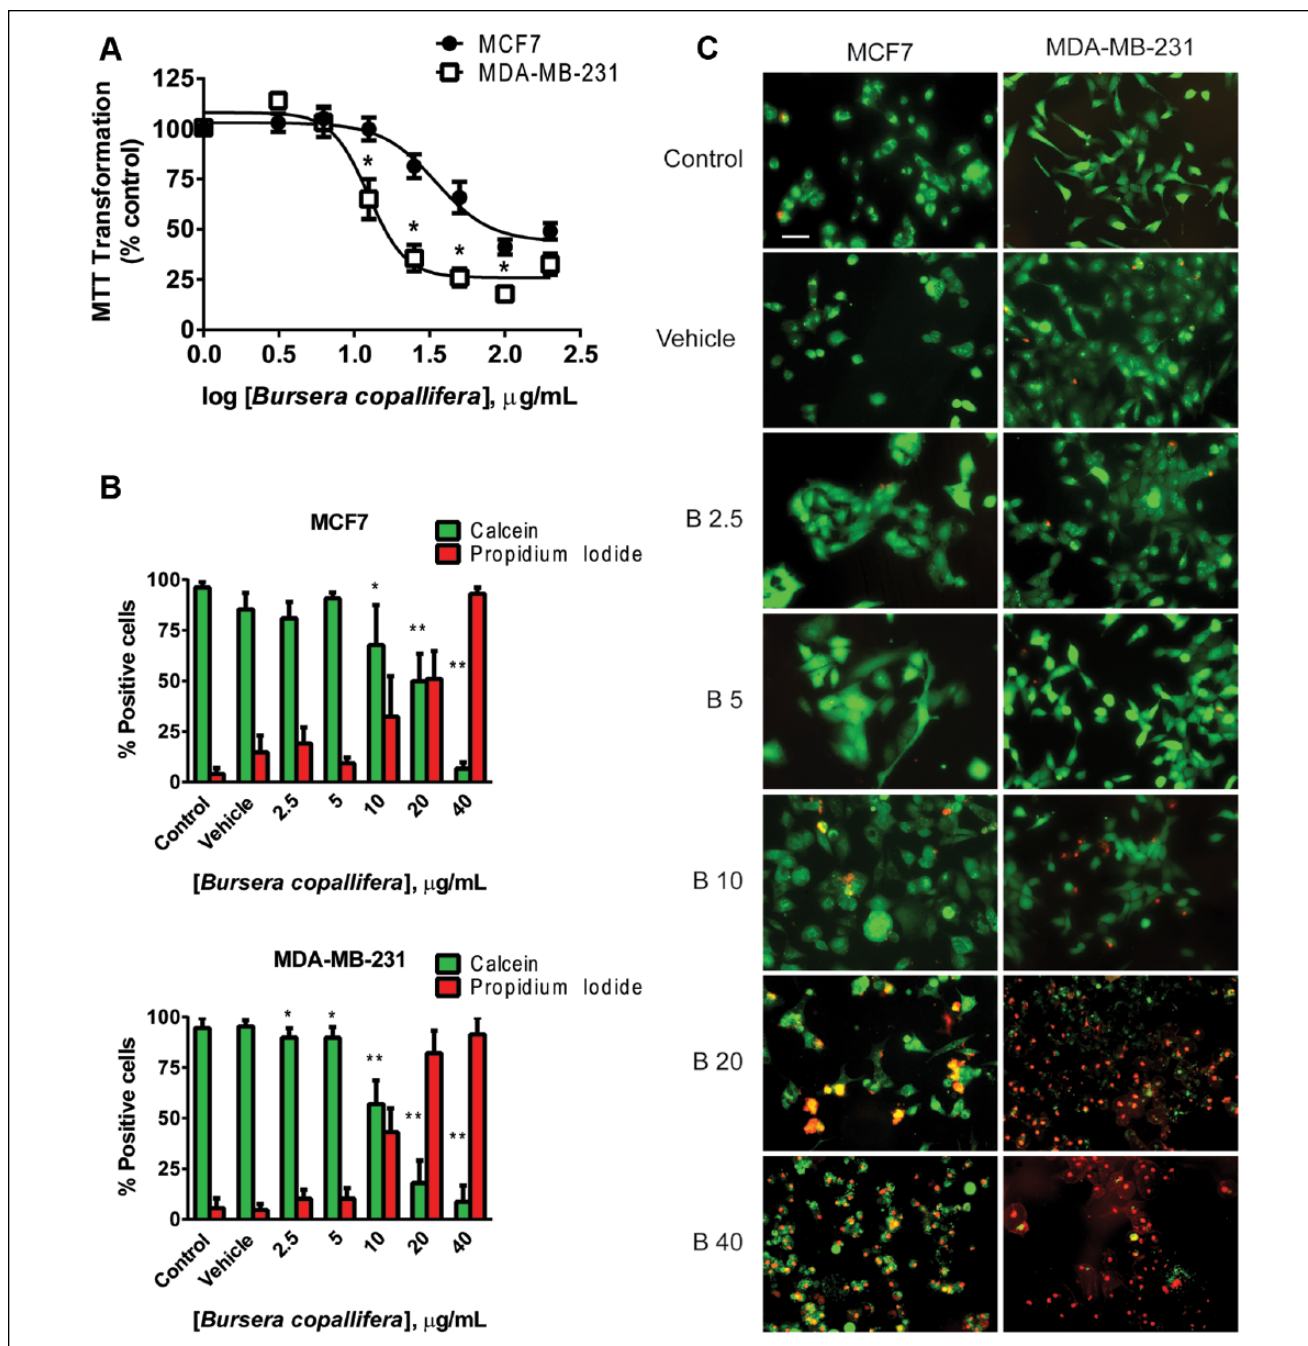 A
MCF7
MDA-MB-231
125
100
75
50
25
0
MTT Transformation
(% control)
0.0 0.5 1.0 1.5 2.0 2.5
log [Bursera copallifera], μg/mL
* * * *
B
MCF7
Calcein
Propidium Iodide
100
75
50
25
0
% Positive cells
* ** **
Control Vehicle 2.5 5 10 20 40
[Bursera copallifera], μg/mL
MDA-MB-231
Calcein
Propidium Iodide
100
75
50
25
0
% Positive cells
* * ** ** **
Control Vehicle 2.5 5 10 20 40
[Bursera copallifera], μg/mL
C
MCF7 MDA-MB-231
Control
Vehicle
B 2.5
B 5
B 10
B 20
B 40